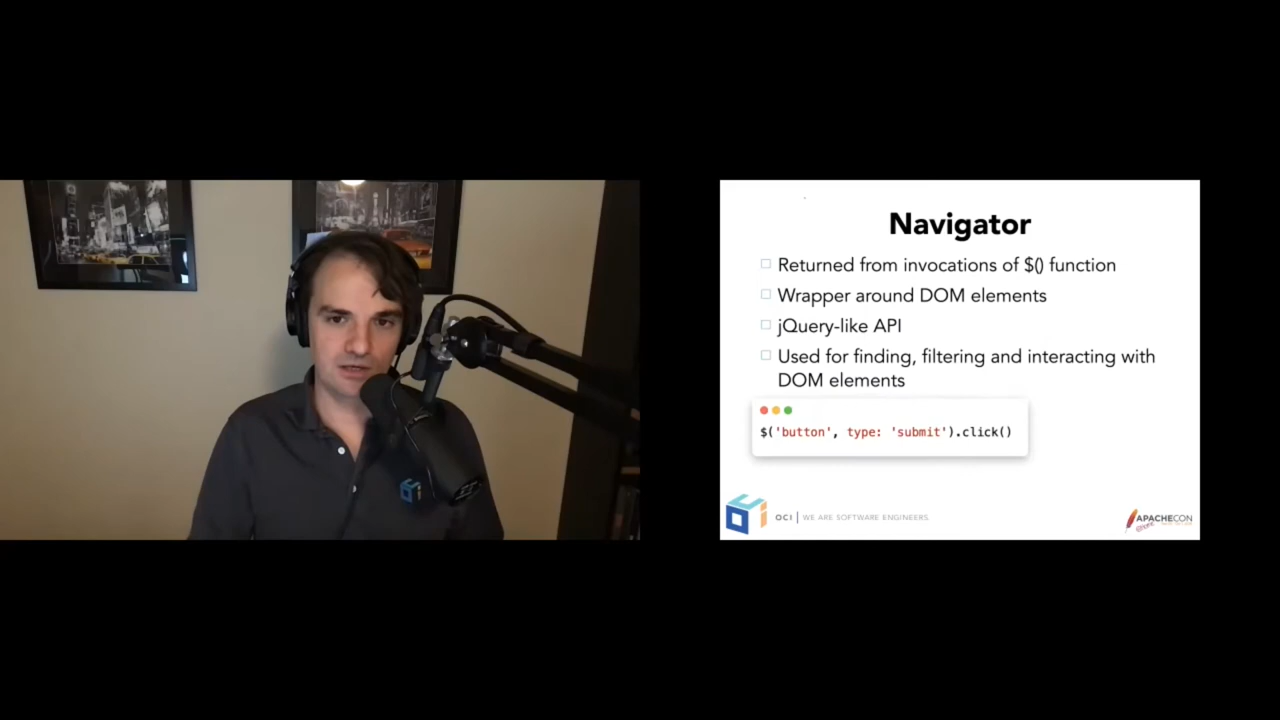 Navigator
Returned from invocations of $() function
Wrapper around DOM elements
jQuery-like API
Used for finding, filtering and interacting with
DOM elements
$('button', type: 'submit').click()
OCI | WE ARE SOFTWARE ENGINEERS.
APACHECON
@Home